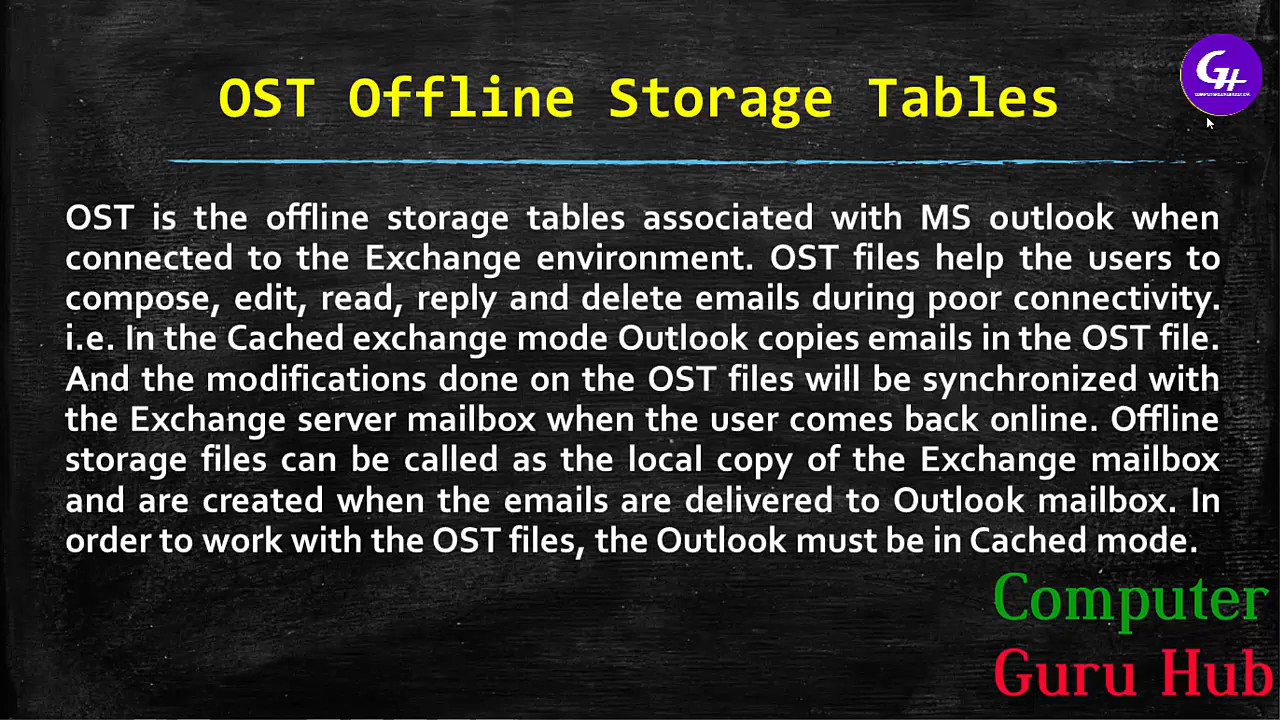 OST Offline Storage Tables
OST is the offline storage tables associated with MS outlook when
connected to the Exchange environment. OST files help the users to
compose, edit, read, reply and delete emails during poor connectivity.
i.e. In the Cached exchange mode Outlook copies emails in the OST file.
And the modifications done on the OST files will be synchronized with
the Exchange server mailbox when the user comes back online. Offline
storage files can be called as the local copy of the Exchange mailbox
and are created when the emails are delivered to Outlook mailbox. In
order to work with the OST files, the Outlook must be in Cached mode.
Computer
Guru Hub